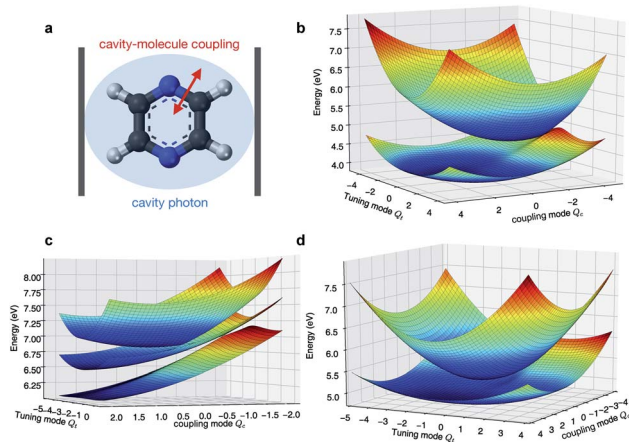 a
cavity-molecule coupling
cavity photon
b
7.5
7.0
6.5
6.0
5.5
5.0
4.5
4.0
Energy (eV)
-4
-2
0
2
4
Tuning mode Qt
4
2
0
-2
-4
coupling mode Qc
c
8.00
7.75
7.50
7.25
7.00
6.75
6.50
6.25
Energy (eV)
-5-4-3-2-1 0
Tuning mode Qt
2.0 1.5 1.0 0.5 0.0 -0.5 -1.0 -1.5 -2.0
coupling mode Qc
d
7.5
7.0
6.5
6.0
5.5
5.0
Energy (eV)
-5 -4 -3 -2 -1 0 1 2 3 4
Tuning mode Qt
4 3 2 1 0 -1-2-3-4
coupling mode Qc